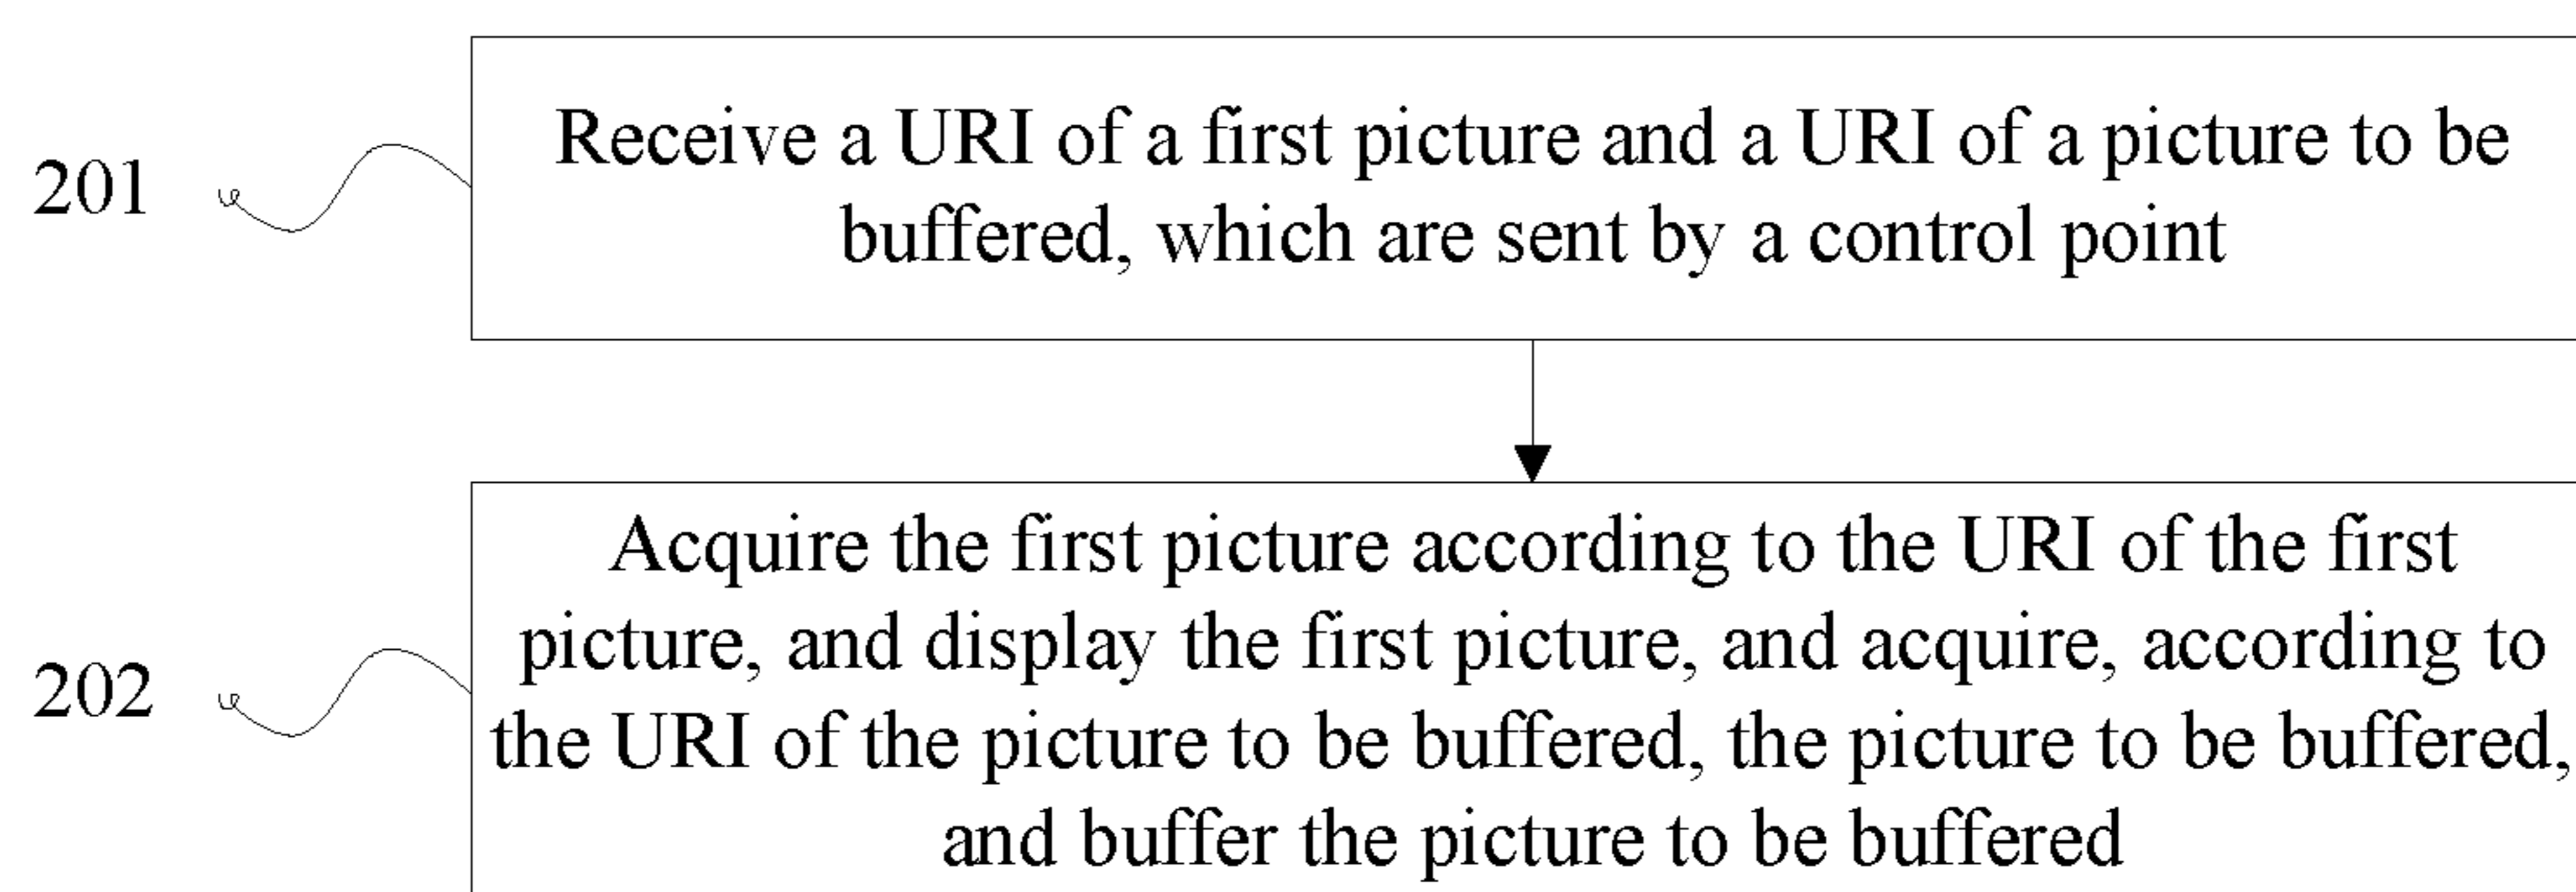 201
Receive a URI of a first picture and a URI of a picture to be
buffered, which are sent by a control point
202
Acquire the first picture according to the URI of the first
picture, and display the first picture, and acquire, according to
the URI of the picture to be buffered, the picture to be buffered,
and buffer the picture to be buffered